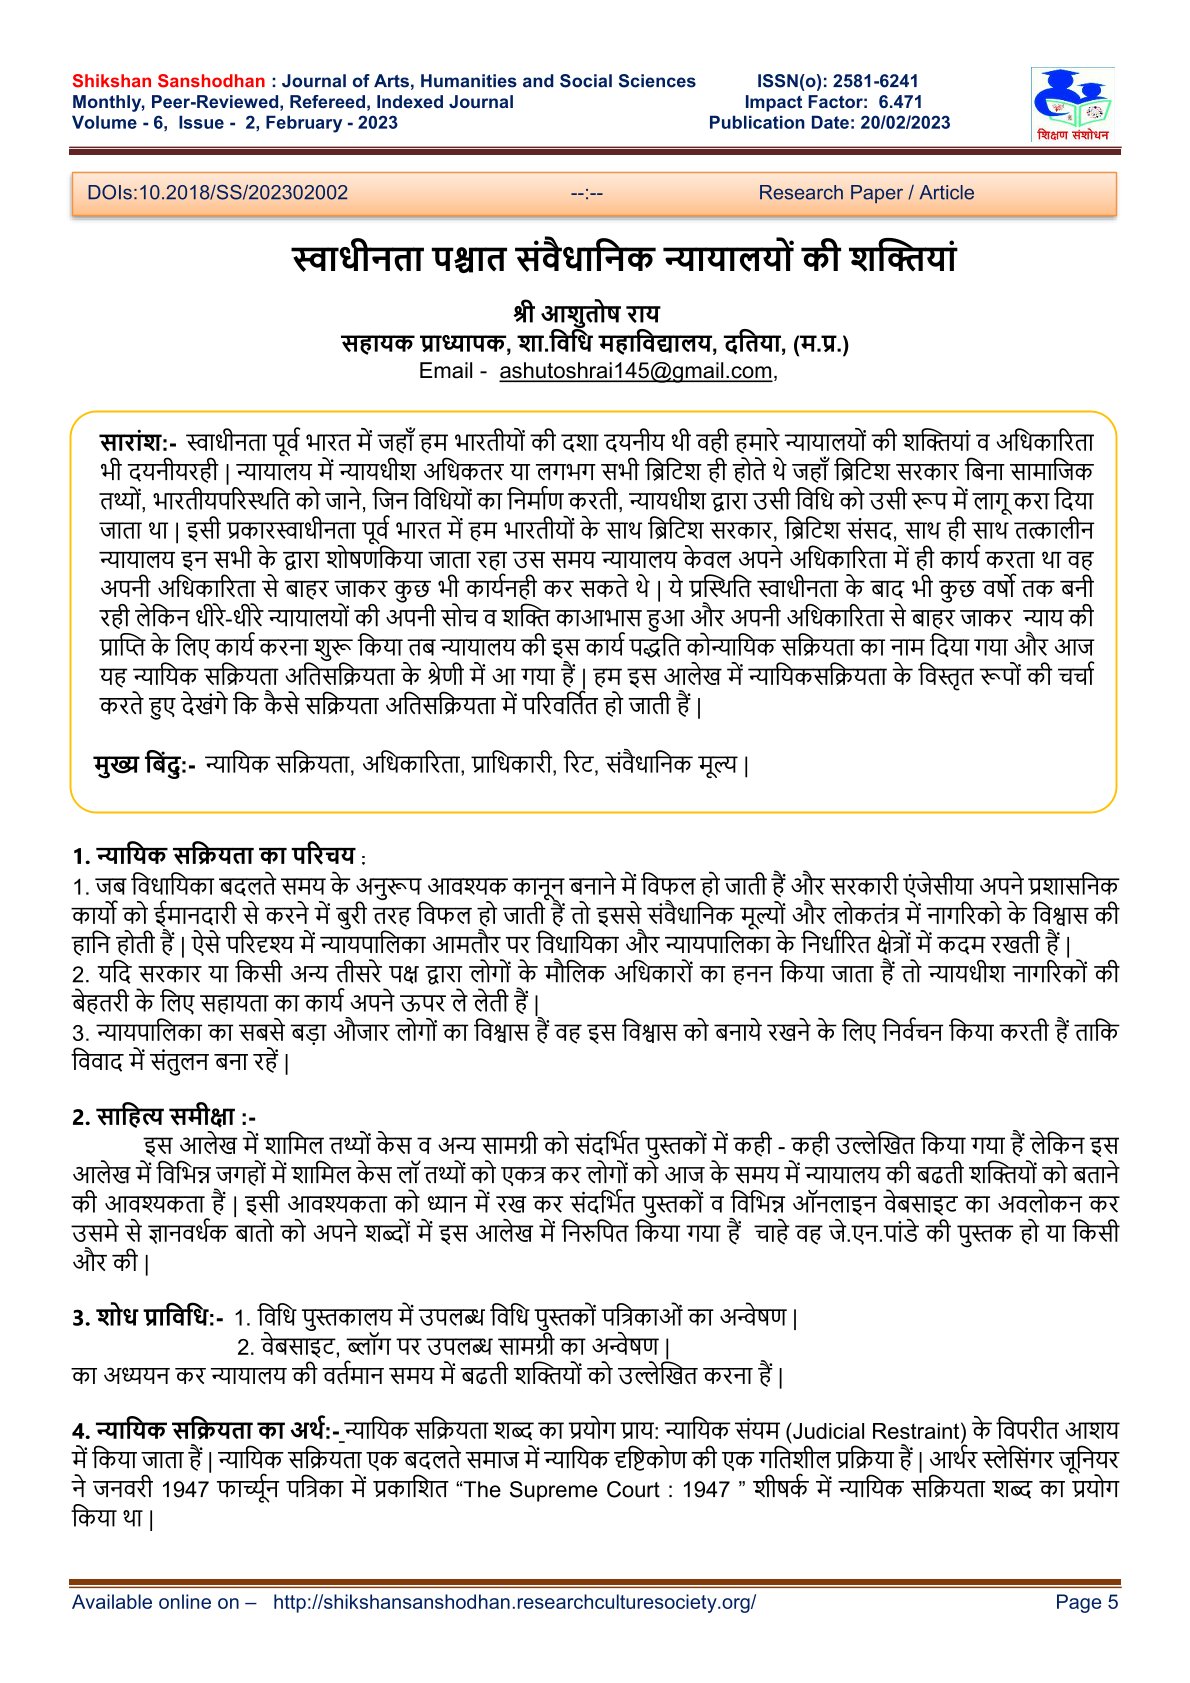 Shikshan Sanshodhan : Journal of Arts, Humanities and Social Sciences ISSN(o): 2581-6241
Monthly, Peer-Reviewed, Refereed, Indexed Journal Impact Factor: 6.471
Volume - 6, Issue - 2, February - 2023 Publication Date: 20/02/2023
शिक्षण संशोधन
DOIs:10.2018/SS/202302002 --:-- Research Paper / Article
स्वाधीनता पश्चात संवैधानिक न्यायालयों की शक्तियां
श्री आशुतोष राय
सहायक प्राध्यापक, शा.विधि महाविद्यालय, दतिया, (म.प्र.)
Email - ashutoshrai145@gmail.com,
सारांश:- स्वाधीनता पूर्व भारत में जहाँ हम भारतीयों की दशा दयनीय थी वही हमारे न्यायालयों की शक्तियां व अधिकारिता
भी दयनीयरही | न्यायालय में न्यायधीश अधिकतर या लगभग सभी ब्रिटिश ही होते थे जहाँ ब्रिटिश सरकार बिना सामाजिक
तथ्यों, भारतीयपरिस्थति को जाने, जिन विधियों का निर्माण करती, न्यायधीश द्वारा उसी विधि को उसी रूप में लागू करा दिया
जाता था | इसी प्रकारस्वाधीनता पूर्व भारत में हम भारतीयों के साथ ब्रिटिश सरकार, ब्रिटिश संसद, साथ ही साथ तत्कालीन
न्यायालय इन सभी के द्वारा शोषणकिया जाता रहा उस समय न्यायालय केवल अपने अधिकारिता में ही कार्य करता था वह
अपनी अधिकारिता से बाहर जाकर कुछ भी कार्यनही कर सकते थे | ये प्रस्थिति स्वाधीनता के बाद भी कुछ वर्षो तक बनी
रही लेकिन धीरे-धीरे न्यायालयों की अपनी सोच व शक्ति काआभास हुआ और अपनी अधिकारिता से बाहर जाकर न्याय की
प्राप्ति के लिए कार्य करना शुरू किया तब न्यायालय की इस कार्य पद्धति कोन्यायिक सक्रियता का नाम दिया गया और आज
यह न्यायिक सक्रियता अतिसक्रियता के श्रेणी में आ गया हैं | हम इस आलेख में न्यायिकसक्रियता के विस्तृत रूपों की चर्चा
करते हुए देखंगे कि कैसे सक्रियता अतिसक्रियता में परिवर्तित हो जाती हैं |
मुख्य बिंदु:- न्यायिक सक्रियता, अधिकारिता, प्राधिकारी, रिट, संवैधानिक मूल्य |
1. न्यायिक सक्रियता का परिचय :
1. जब विधायिका बदलते समय के अनुरूप आवश्यक कानून बनाने में विफल हो जाती हैं और सरकारी एंजेसीया अपने प्रशासनिक
कार्यो को ईमानदारी से करने में बुरी तरह विफल हो जाती हैं तो इससे संवैधानिक मूल्यों और लोकतंत्र में नागरिको के विश्वास की
हानि होती हैं | ऐसे परिदृश्य में न्यायपालिका आमतौर पर विधायिका और न्यायपालिका के निर्धारित क्षेत्रों में कदम रखती हैं |
2. यदि सरकार या किसी अन्य तीसरे पक्ष द्वारा लोगों के मौलिक अधिकारों का हनन किया जाता हैं तो न्यायधीश नागरिकों की
बेहतरी के लिए सहायता का कार्य अपने ऊपर ले लेती हैं |
3. न्यायपालिका का सबसे बड़ा औजार लोगों का विश्वास हैं वह इस विश्वास को बनाये रखने के लिए निर्वचन किया करती हैं ताकि
विवाद में संतुलन बना रहें |
2. साहित्य समीक्षा :-
इस आलेख में शामिल तथ्यों केस व अन्य सामग्री को संदर्भित पुस्तकों में कही - कही उल्लेखित किया गया हैं लेकिन इस
आलेख में विभिन्न जगहों में शामिल केस लॉ तथ्यों को एकत्र कर लोगों को आज के समय में न्यायालय की बढती शक्तियों को बताने
की आवश्यकता हैं | इसी आवश्यकता को ध्यान में रख कर संदर्भित पुस्तकों व विभिन्न ऑनलाइन वेबसाइट का अवलोकन कर
उसमे से ज्ञानवर्धक बातो को अपने शब्दों में इस आलेख में निरुपित किया गया हैं चाहे वह जे.एन.पांडे की पुस्तक हो या किसी
और की |
3. शोध प्राविधि:- 1. विधि पुस्तकालय में उपलब्ध विधि पुस्तकों पत्रिकाओं का अन्वेषण |
2. वेबसाइट, ब्लॉग पर उपलब्ध सामग्री का अन्वेषण |
का अध्ययन कर न्यायालय की वर्तमान समय में बढती शक्तियों को उल्लेखित करना हैं |
4. न्यायिक सक्रियता का अर्थ:- न्यायिक सक्रियता शब्द का प्रयोग प्राय: न्यायिक संयम (Judicial Restraint) के विपरीत आशय
में किया जाता हैं | न्यायिक सक्रियता एक बदलते समाज में न्यायिक दृष्टिकोण की एक गतिशील प्रक्रिया हैं | आर्थर स्लेसिंगर जूनियर
ने जनवरी 1947 फार्च्यून पत्रिका में प्रकाशित “The Supreme Court : 1947 ” शीषर्क में न्यायिक सक्रियता शब्द का प्रयोग
किया था |
Available online on – http://shikshansanshodhan.researchculturesociety.org/ Page 5